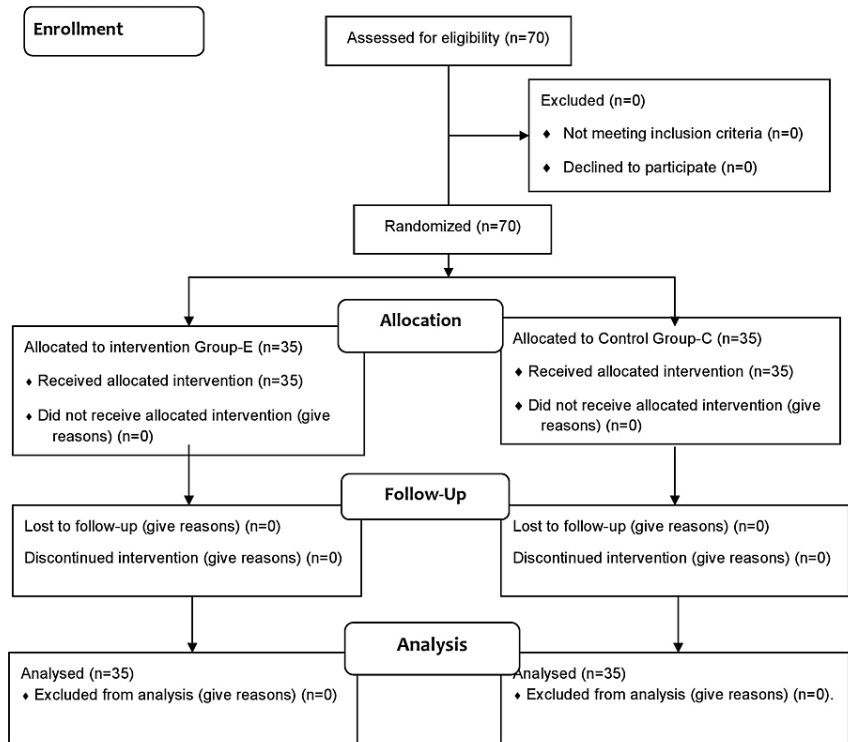 Enrollment
Assessed for eligibility (n=70)
Excluded (n=0)
♦ Not meeting inclusion criteria (n=0)
♦ Declined to participate (n=0)
Randomized (n=70)
Allocation
Allocated to intervention Group-E (n=35)
♦ Received allocated intervention (n=35)
♦ Did not receive allocated intervention (give
reasons) (n=0)
Allocated to Control Group-C (n=35)
♦ Received allocated intervention (n=35)
♦ Did not receive allocated intervention (give
reasons) (n=0)
Follow-Up
Lost to follow-up (give reasons) (n=0)
Discontinued intervention (give reasons) (n=0)
Lost to follow-up (give reasons) (n=0)
Discontinued intervention (give reasons) (n=0)
Analysis
Analysed (n=35)
♦ Excluded from analysis (give reasons) (n=0)
Analysed (n=35)
♦ Excluded from analysis (give reasons) (n=0).